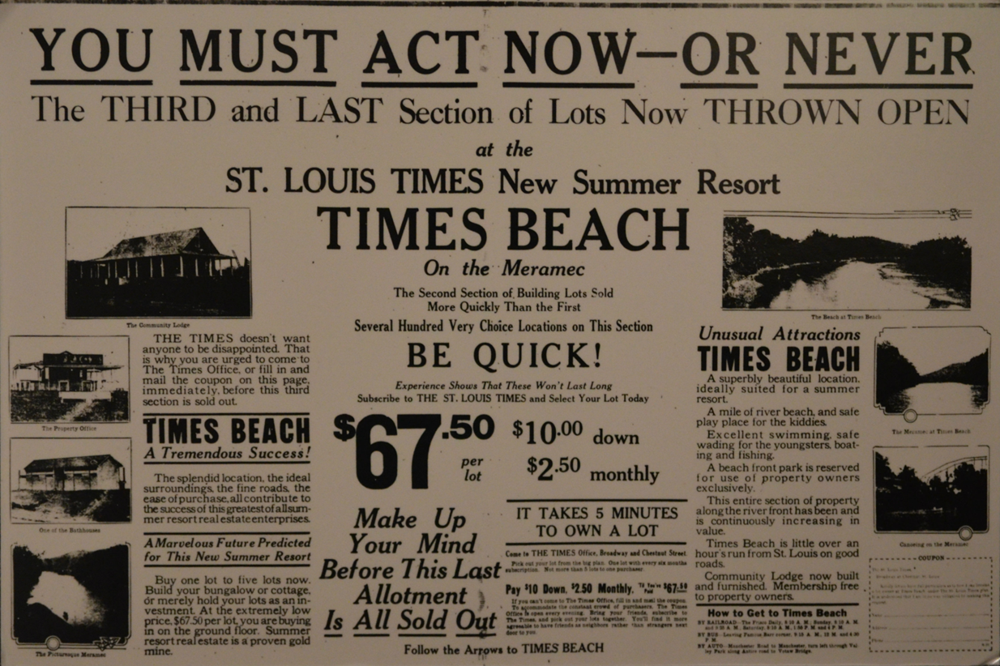 YOU MUST ACT NOW—OR NEVER
The THIRD and LAST Section of Lots Now THROWN OPEN
at the
ST. LOUIS TIMES New Summer Resort
TIMES BEACH
On the Meramec
The Second Section of Building Lots Sold
More Quickly Than the First
Several Hundred Very Choice Locations on This Section
BE QUICK!
Experience Shows That These Won't Last Long
Subscribe to THE ST. LOUIS TIMES and Select Your Lot Today
The Community Lodge
The Property Office
One of the Bathhouses
The Picturesque Meramec
THE TIMES doesn't want
anyone to be disappointed. That
is why you are urged to come to
The Times Office, or fill in and
mail the coupon on this page,
immediately, before this third
section is sold out.
TIMES BEACH
A Tremendous Success!
The splendid location, the ideal
surroundings, the fine roads, the
ease of purchase, all contribute to
the success of this greatest of all sum-
mer resort real estate enterprises.
A Marvelous Future Predicted
for This New Summer Resort
Buy one lot to five lots now.
Build your bungalow or cottage,
or merely hold your lots as an in-
vestment. At the extremely low
price, $67.50 per lot, you are buying
in on the ground floor. Summer
resort real estate is a proven gold
mine.
$67.50
per
lot
$10.00 down
$2.50 monthly
Make Up
Your Mind
Before This Last
Allotment
Is All Sold Out
IT TAKES 5 MINUTES
TO OWN A LOT
Come to THE TIMES Office, Broadway and Chestnut Street
Pick out your lot from the big plan. One lot with every six months
subscription. Not more than 5 lots to one purchaser.
Pay $10 Down, $2.50 Monthly, 'Til You've Paid $67.50
If you can't come to The Times Office, fill in and mail the coupon.
To accommodate the constant crowd of purchasers, The Times
Office is open every evening. Bring your friends, subscribe to
The Times, and pick out your lots together. You'll find it more
agreeable to have friends as neighbors rather than strangers next
door to you.
Follow the Arrows to TIMES BEACH
The Beach at Times Beach
Unusual Attractions
TIMES BEACH
A superbly beautiful location,
ideally suited for a summer
resort.
A mile of river beach, and safe
play place for the kiddies.
Excellent swimming, safe
wading for the youngsters, boat-
ing and fishing.
A beach front park is reserved
for use of property owners
exclusively.
This entire section of property
along the river front has been and
is continuously increasing in
value.
Times Beach is little over an
hour's run from St. Louis on good
roads.
Community Lodge now built
and furnished. Membership free
to property owners.
How to Get to Times Beach
BY RAILROAD
BY BUS
BY AUTO—Manchester Road to Manchester, turn left through Val-
ley Park along
The Meramec at Times Beach
Canoeing on the Meramec
COUPON